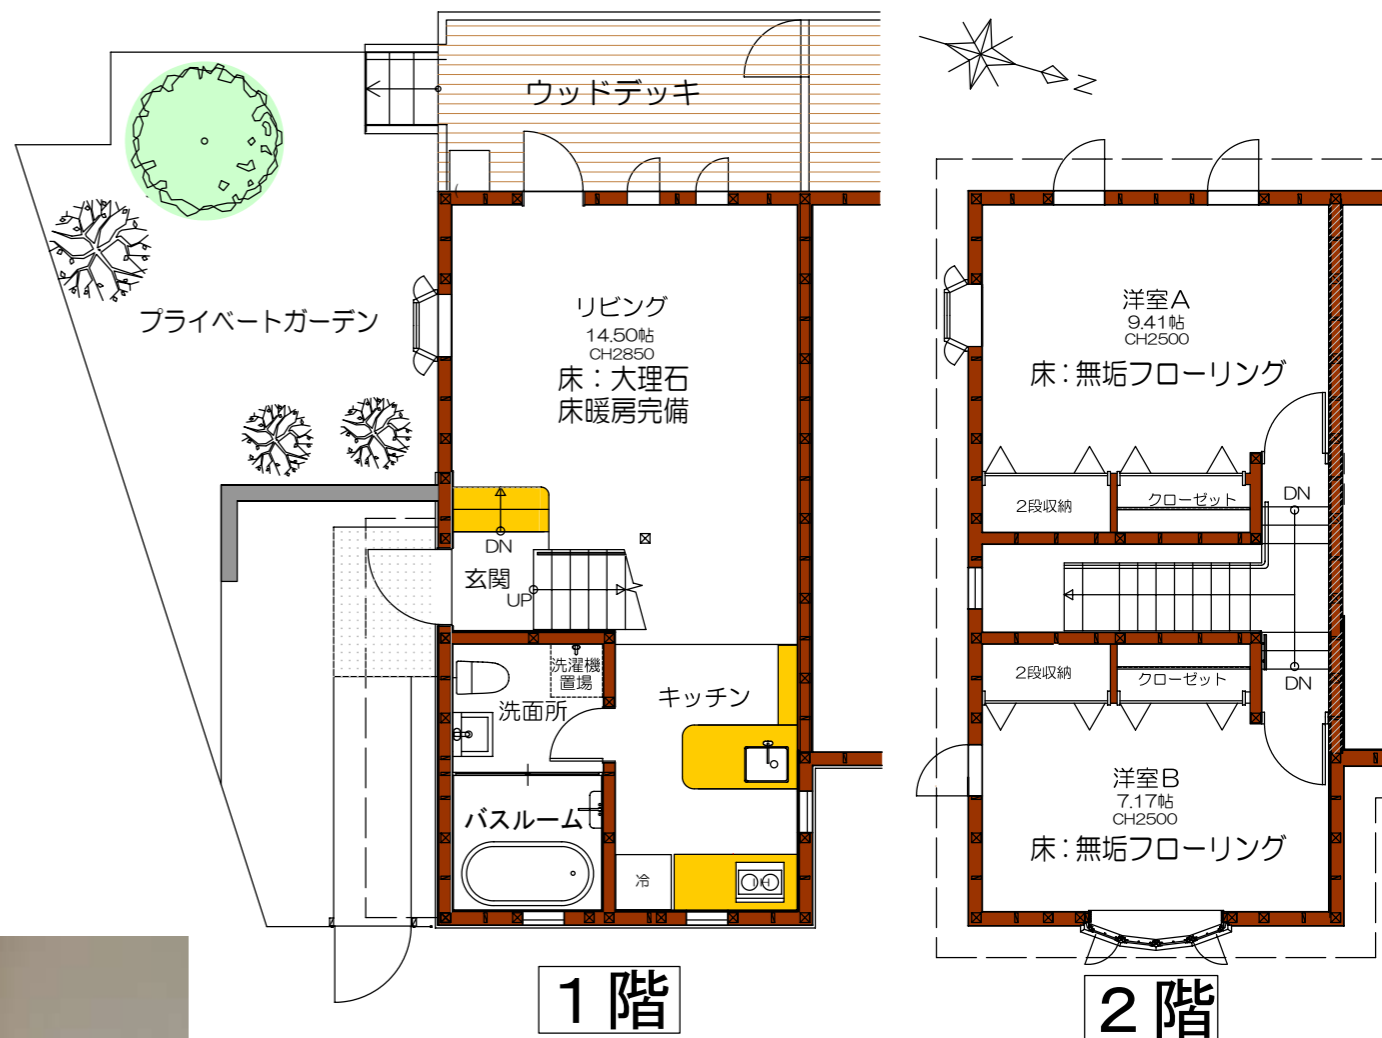 ウッドデッキ
N
プライベートガーデン
リビング
14.50帖
CH2850
床：大理石
床暖房完備
DN
玄関
UP
洗濯機
置場
洗面所
キッチン
バスルーム
冷
IH
1階
洋室A
9.41帖
CH2500
床：無垢フローリング
2段収納
クローゼット
DN
2段収納
クローゼット
DN
洋室B
7.17帖
CH2500
床：無垢フローリング
2階